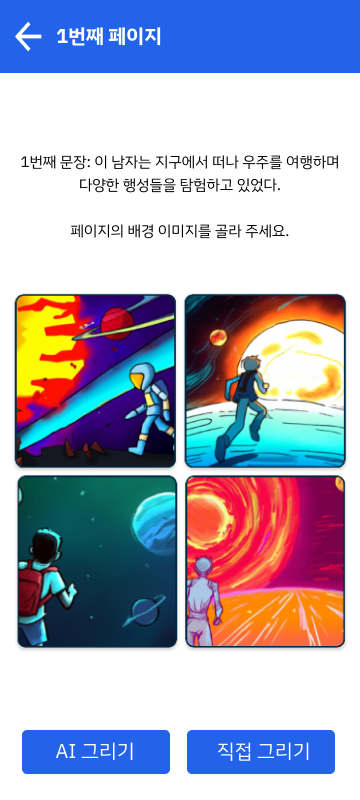 1번째 페이지
1번째 문장: 이 남자는 지구에서 떠나 우주를 여행하며
다양한 행성들을 탐험하고 있었다.
페이지의 배경 이미지를 골라 주세요.
AI 그리기
직접 그리기